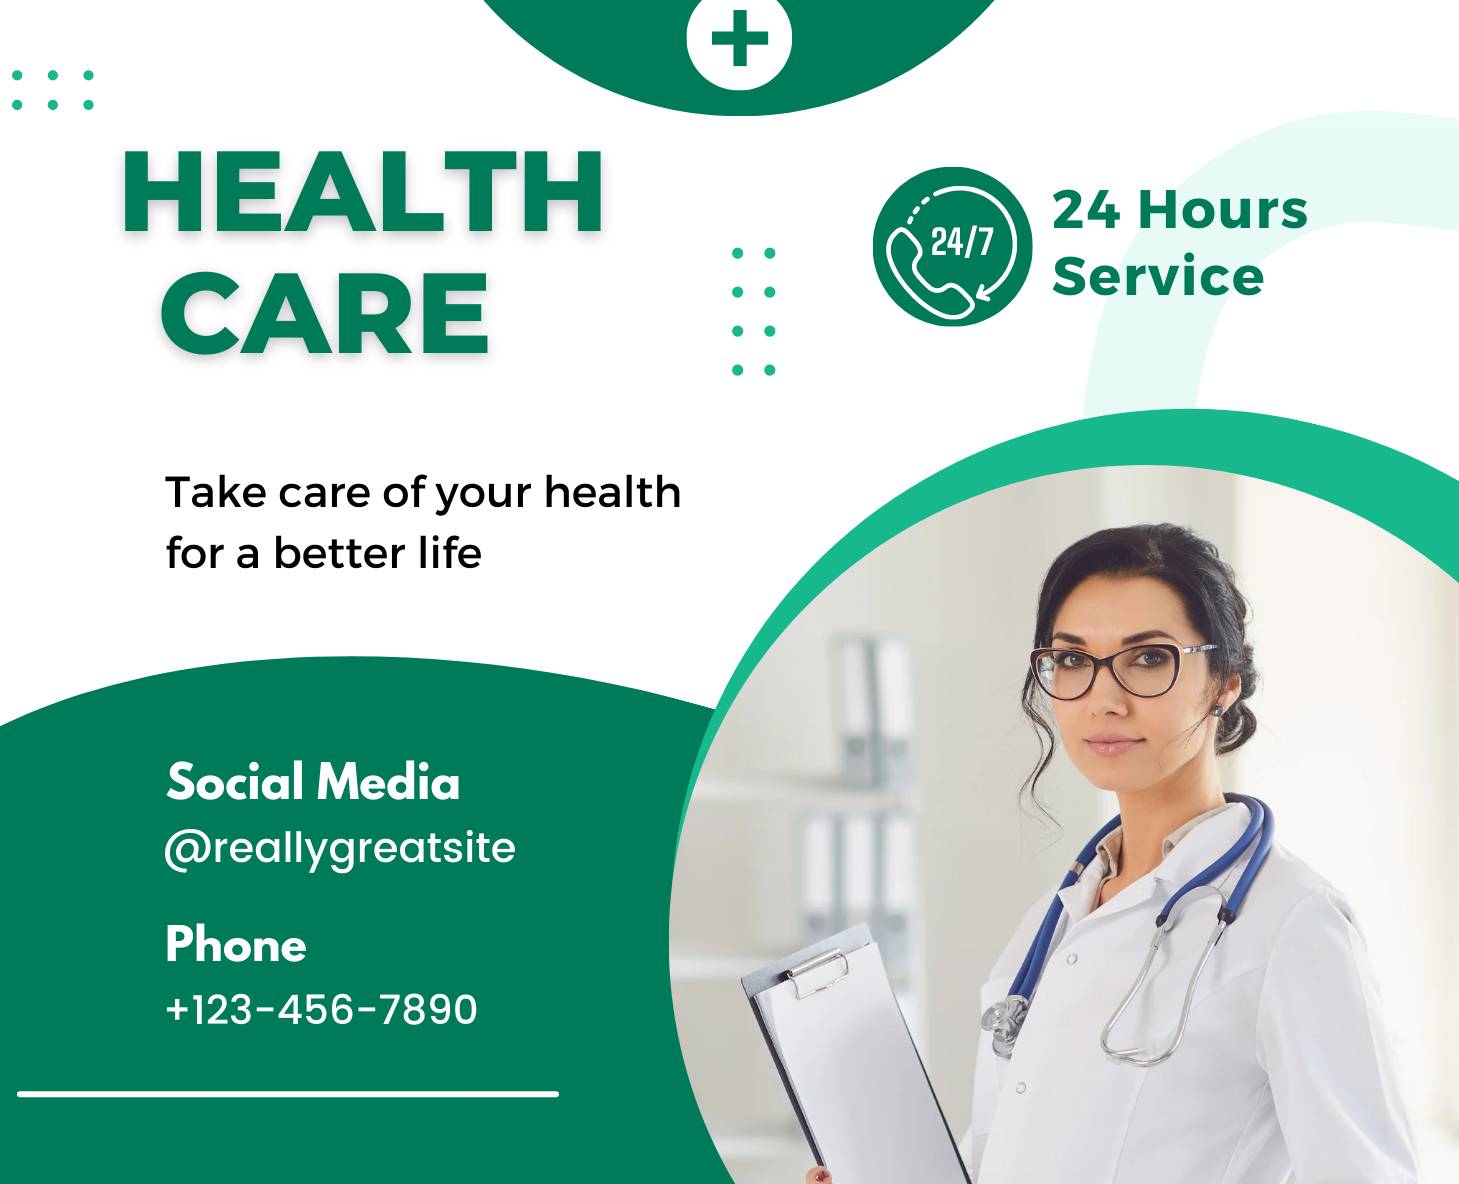 HEALTH
CARE
24/7
24 Hours
Service
Take care of your health
for a better life
Social Media
@reallygreatsite
Phone
+123-456-7890